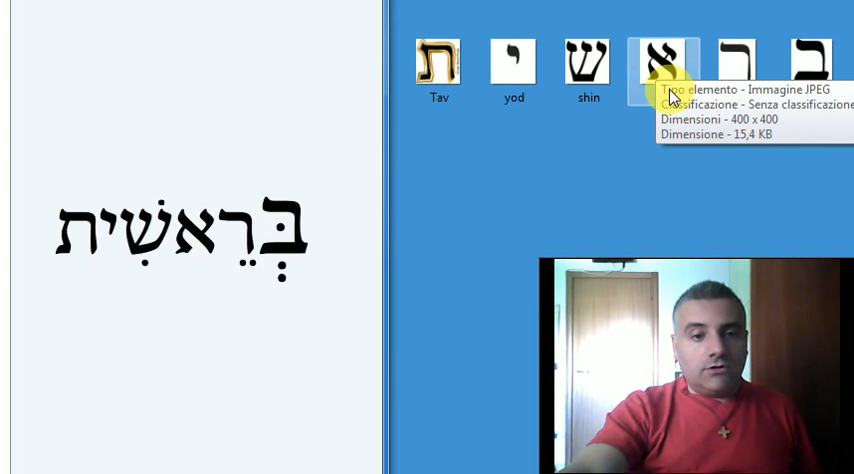 בְּרֵאשִׁית
ת י ש א ר ב
Tav yod shin
Tipo elemento - Immagine JPEG
Classificazione - Senza classificazione
Dimensioni - 400 x 400
Dimensione - 15,4 KB